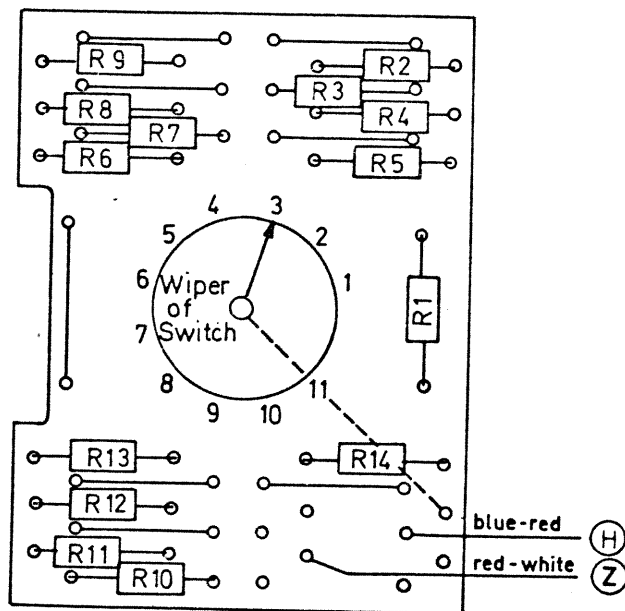 R9
R2
R3
R8
R4
R7
R6
R5
4
3
5
2
6
Wiper
1
of
R1
7
Switch
8
11
9
10
R13
R14
R12
blue-red
H
R11
red-white
Z
R10